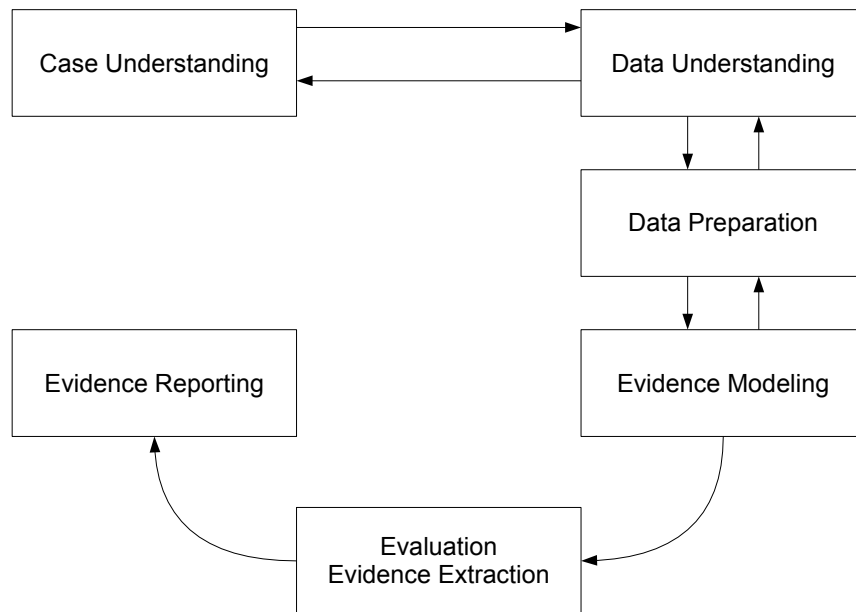 Case Understanding
Data Understanding
Data Preparation
Evidence Reporting
Evidence Modeling
Evaluation
Evidence Extraction